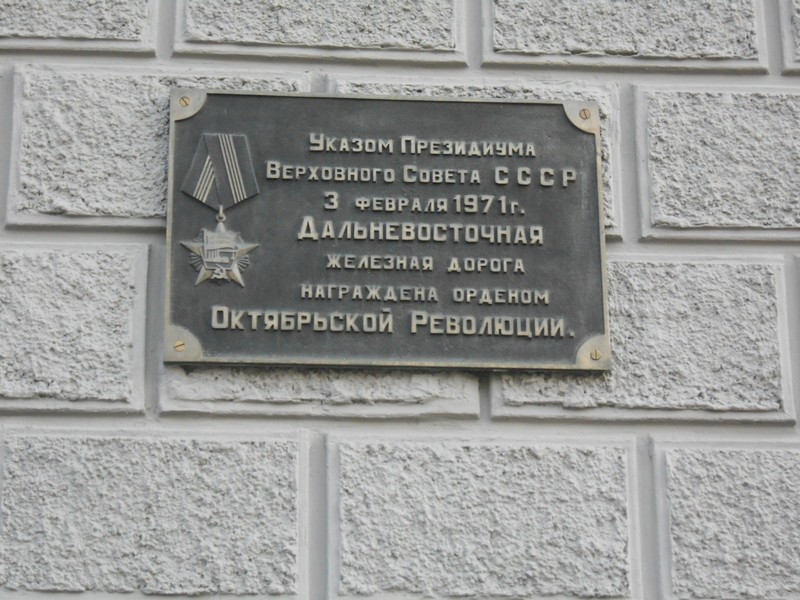 Указом Президиума
Верховного Совета СССР
3 февраля 1971г.
Дальневосточная
железная дорога
награждена орденом
Октябрьской Революции.